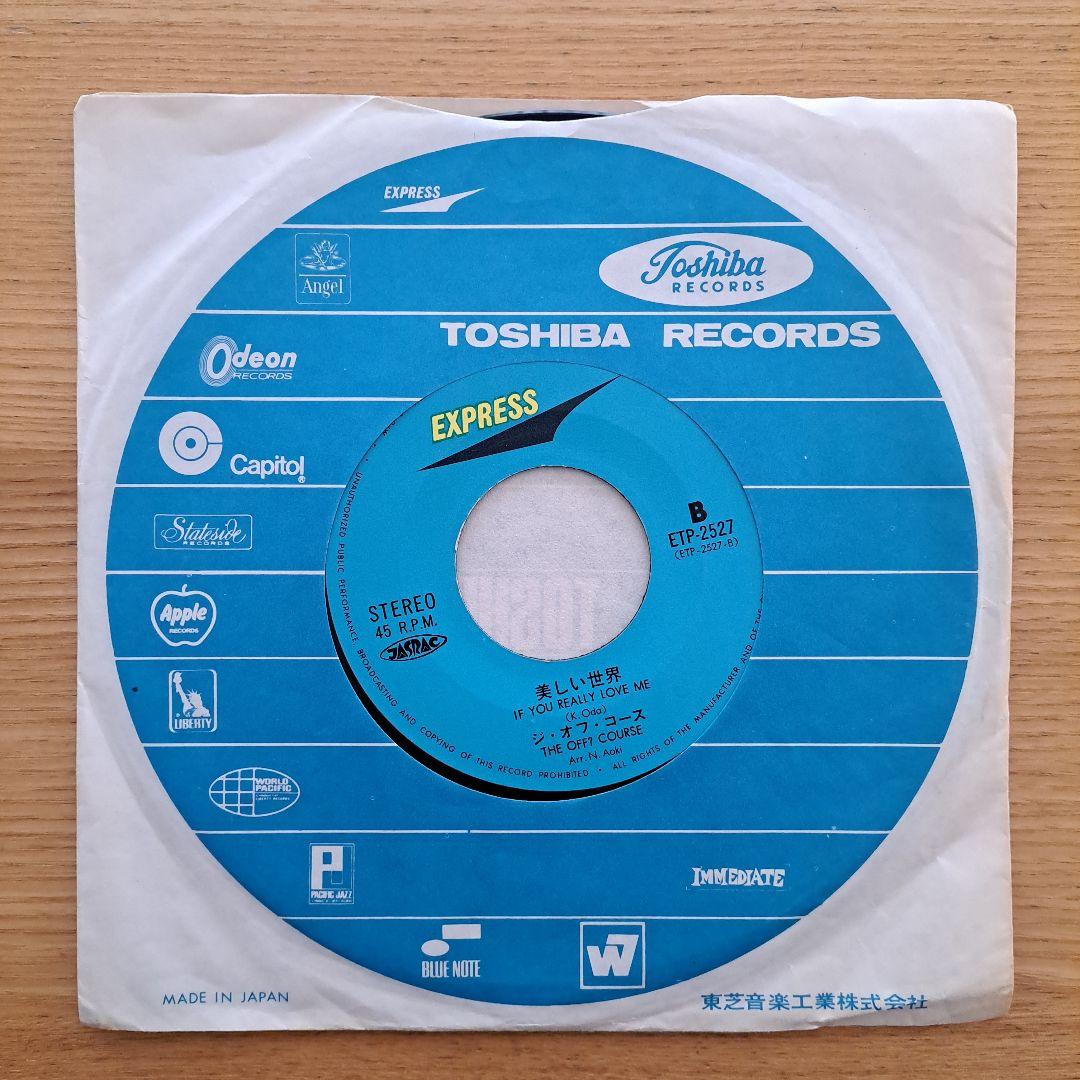 EXPRESS
Angel
Toshiba
RECORDS
TOSHIBA RECORDS
Odeon
RECORDS
Capitol
®
Stateside
RECORDS
Apple
RECORDS
LIBERTY
WORLD
PACIFIC
P
PACIFIC JAZZ
IMMEDIATE
BLUE NOTE
W7
MADE IN JAPAN
東芝音楽工業株式会社
EXPRESS
B
ETP-2527
(ETP-2527-B)
STEREO
45 R.P.M.
JASRAC
美しい世界
IF YOU REALLY LOVE ME
(K. Oda)
ジ・オフ・コース
THE OFF? COURSE
Arr. N. Aoki
UNAUTHORIZED PUBLIC PERFORMANCE, BROADCASTING AND COPYING OF THIS RECORD PROHIBITED • ALL RIGHTS OF THE MANUFACTURER AND OF THE